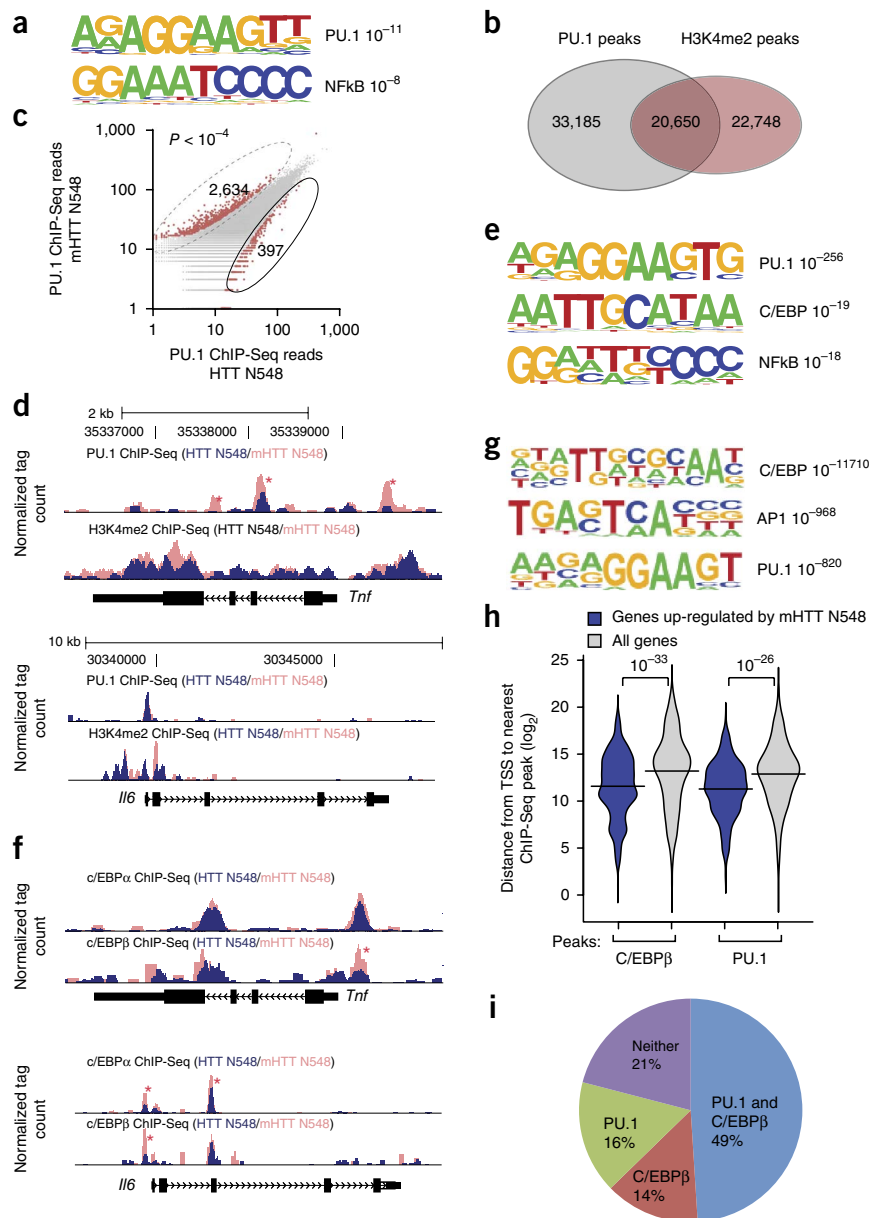 a
AGAGGAAGTT
PU.1 10⁻¹¹
GGAAATCCCC
NFkB 10⁻⁸
b
PU.1 peaks
H3K4me2 peaks
33,185
20,650
22,748
c
1,000
100
10
1
P < 10⁻⁴
2,634
397
PU.1 ChIP-Seq reads
mHTT N548
1
10
100
1,000
PU.1 ChIP-Seq reads
HTT N548
d
2 kb
35337000
35338000
35339000
PU.1 ChIP-Seq (HTT N548/mHTT N548)
*
*
*
H3K4me2 ChIP-Seq (HTT N548/mHTT N548)
Normalized tag
count
Tnf
10 kb
30340000
30345000
PU.1 ChIP-Seq (HTT N548/mHTT N548)
H3K4me2 ChIP-Seq (HTT N548/mHTT N548)
Normalized tag
count
Il6
e
AGAGGAAGTG
PU.1 10⁻²⁵⁶
AATTGCATAA
C/EBP 10⁻¹⁹
GGATTTCCCC
NFkB 10⁻¹⁸
f
c/EBPα ChIP-Seq (HTT N548/mHTT N548)
c/EBPβ ChIP-Seq (HTT N548/mHTT N548)
*
Normalized tag
count
Tnf
c/EBPα ChIP-Seq (HTT N548/mHTT N548)
*
*
c/EBPβ ChIP-Seq (HTT N548/mHTT N548)
*
Normalized tag
count
Il6
g
C/EBP 10⁻¹¹⁷¹⁰
AP1 10⁻⁹⁶⁸
PU.1 10⁻⁸²⁰
h
Genes up-regulated by mHTT N548
All genes
25
20
15
10
5
0
10⁻³³
10⁻²⁶
Distance from TSS to nearest
ChIP-Seq peak (log₂)
Peaks:
C/EBPβ
PU.1
i
Neither
21%
PU.1 and
C/EBPβ
49%
PU.1
16%
C/EBPβ
14%